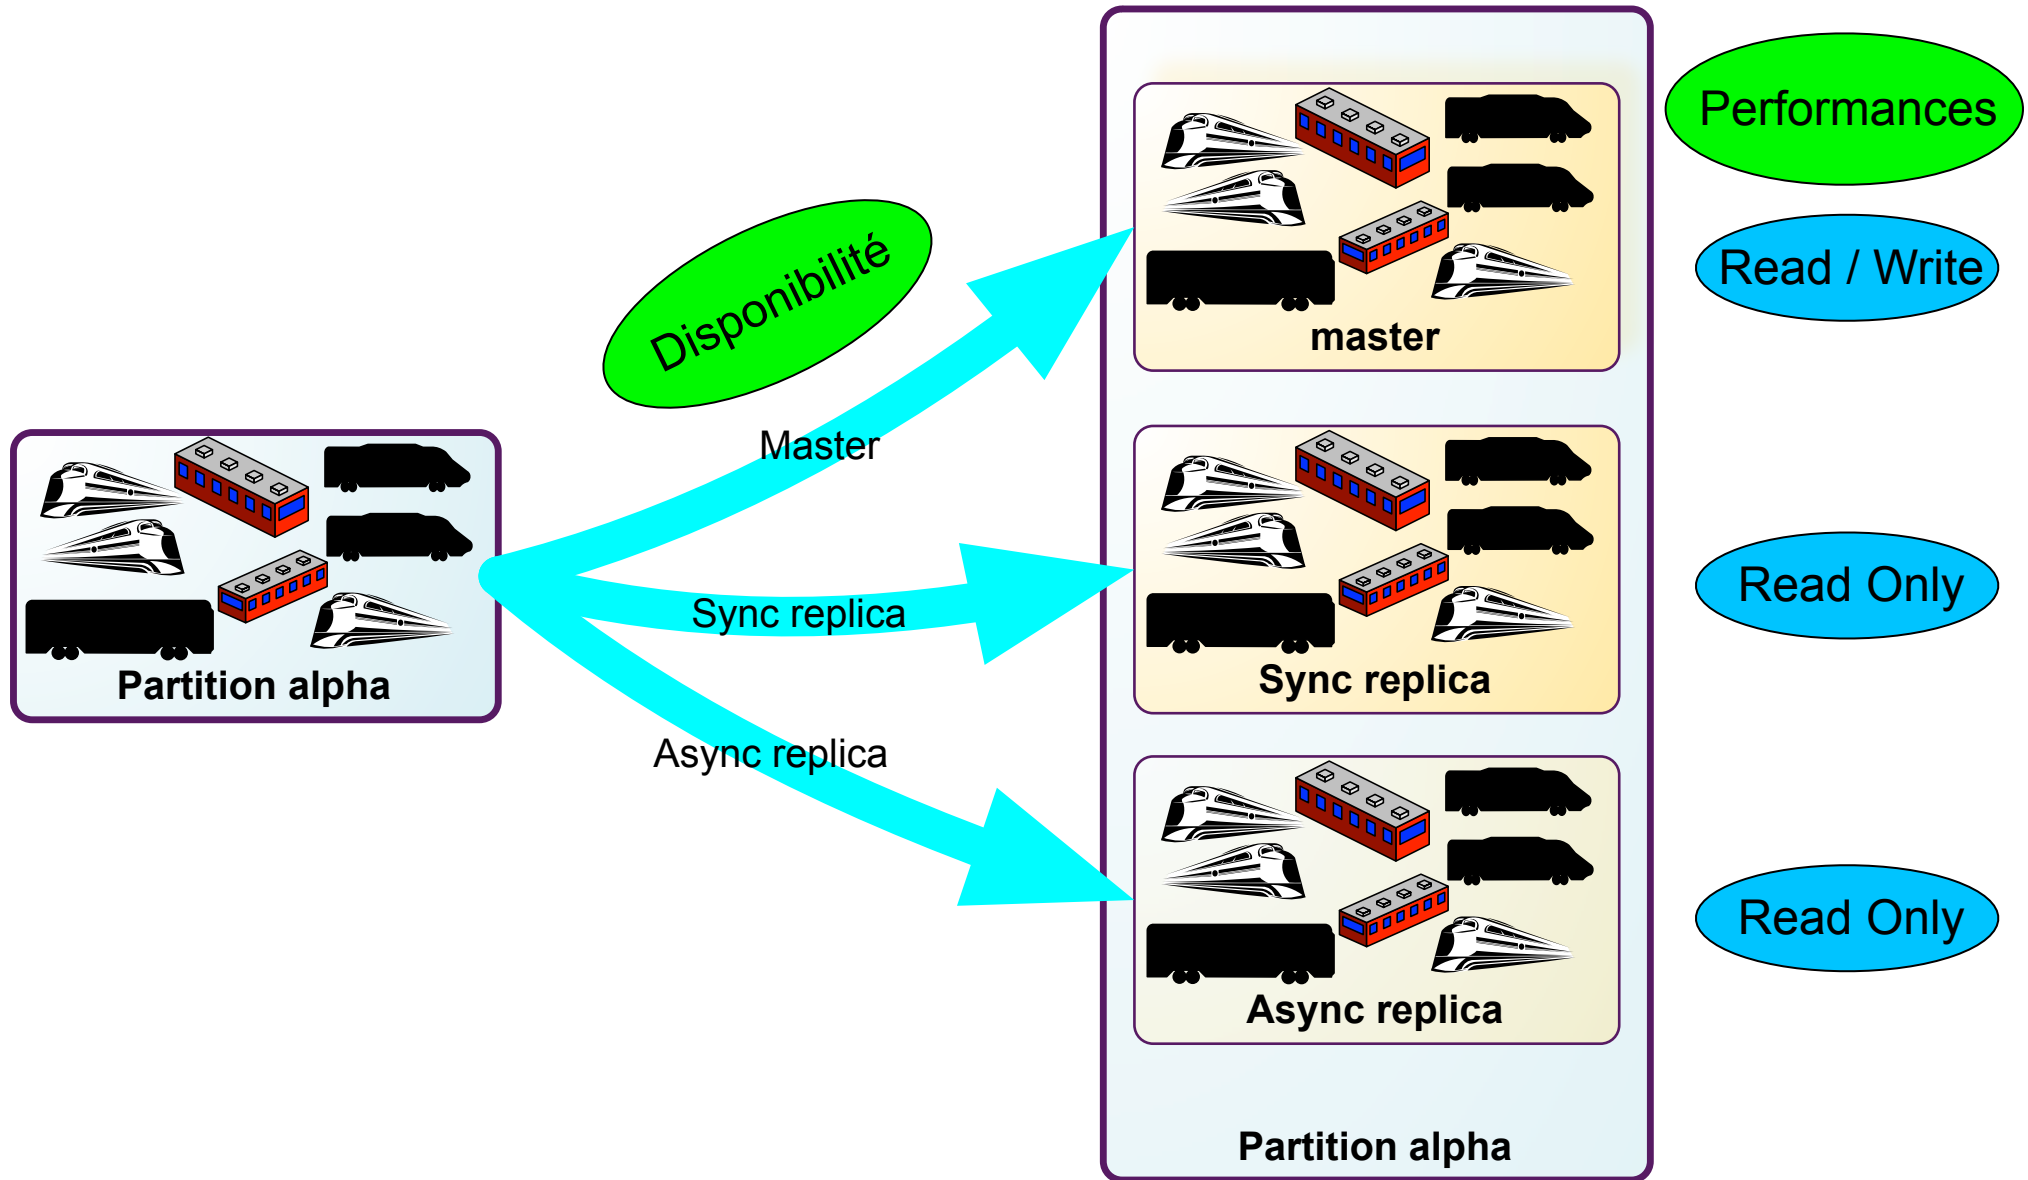 Performances
Read / Write
master
Disponibilité
Master
Partition alpha
Sync replica
Sync replica
Read Only
Async replica
Async replica
Read Only
Partition alpha